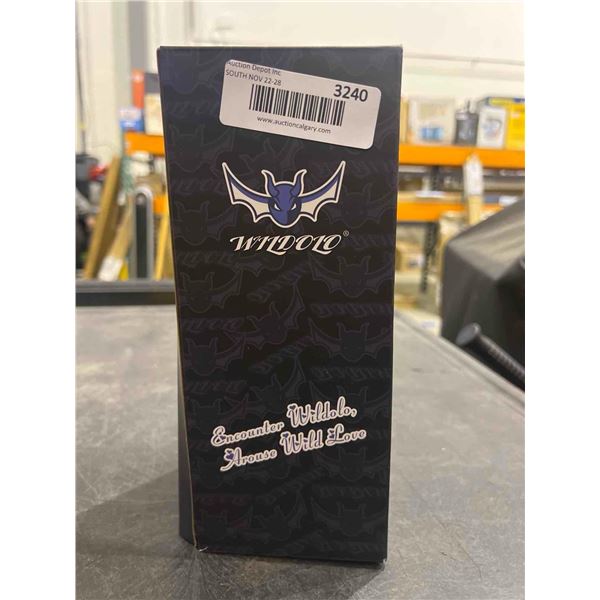 Auction Depot Inc.
SOUTH NOV 22-28
3240
www.auctioncalgary.com
WILDOLO®
Encounter Wildolo,
Arouse Wild Love